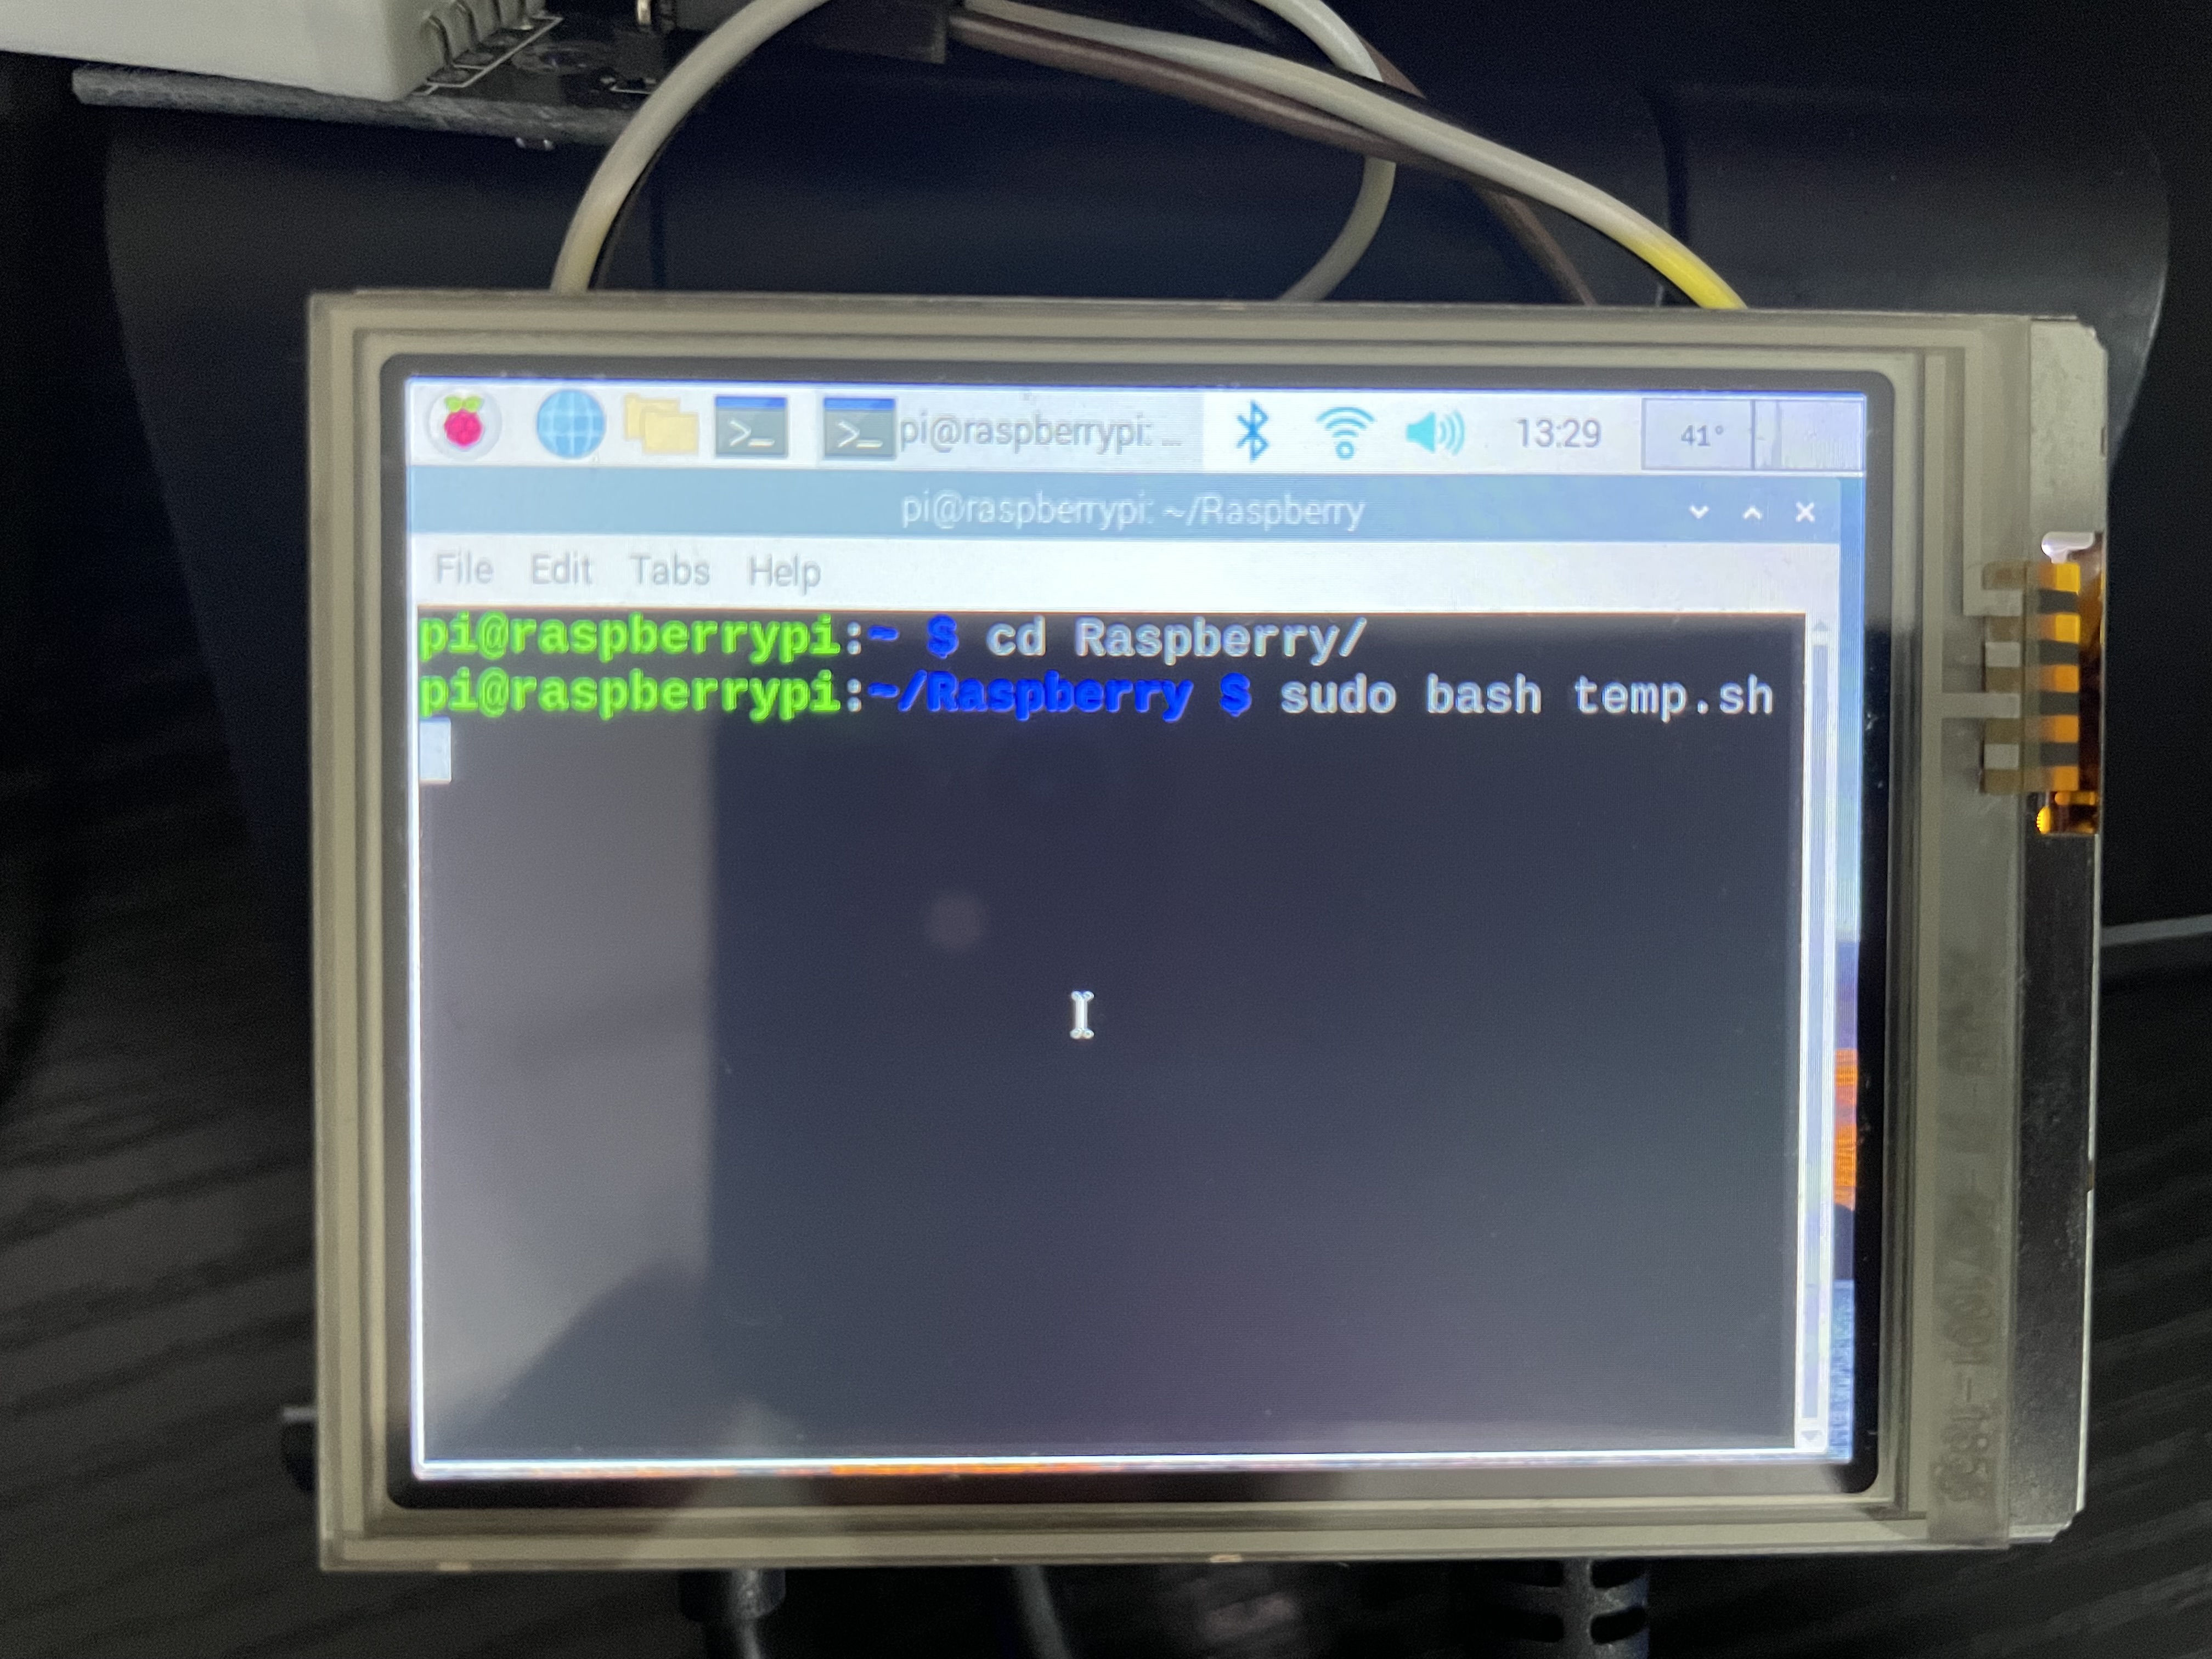 pi@raspberrypi: ... 13:29 41°
pi@raspberrypi: ~/Raspberry
File Edit Tabs Help
pi@raspberrypi:~ $ cd Raspberry/
pi@raspberrypi:~/Raspberry $ sudo bash temp.sh